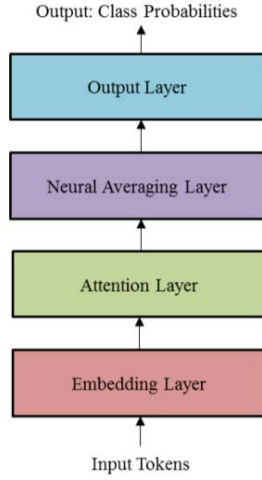 Output: Class Probabilities
Output Layer
Neural Averaging Layer
Attention Layer
Embedding Layer
Input Tokens